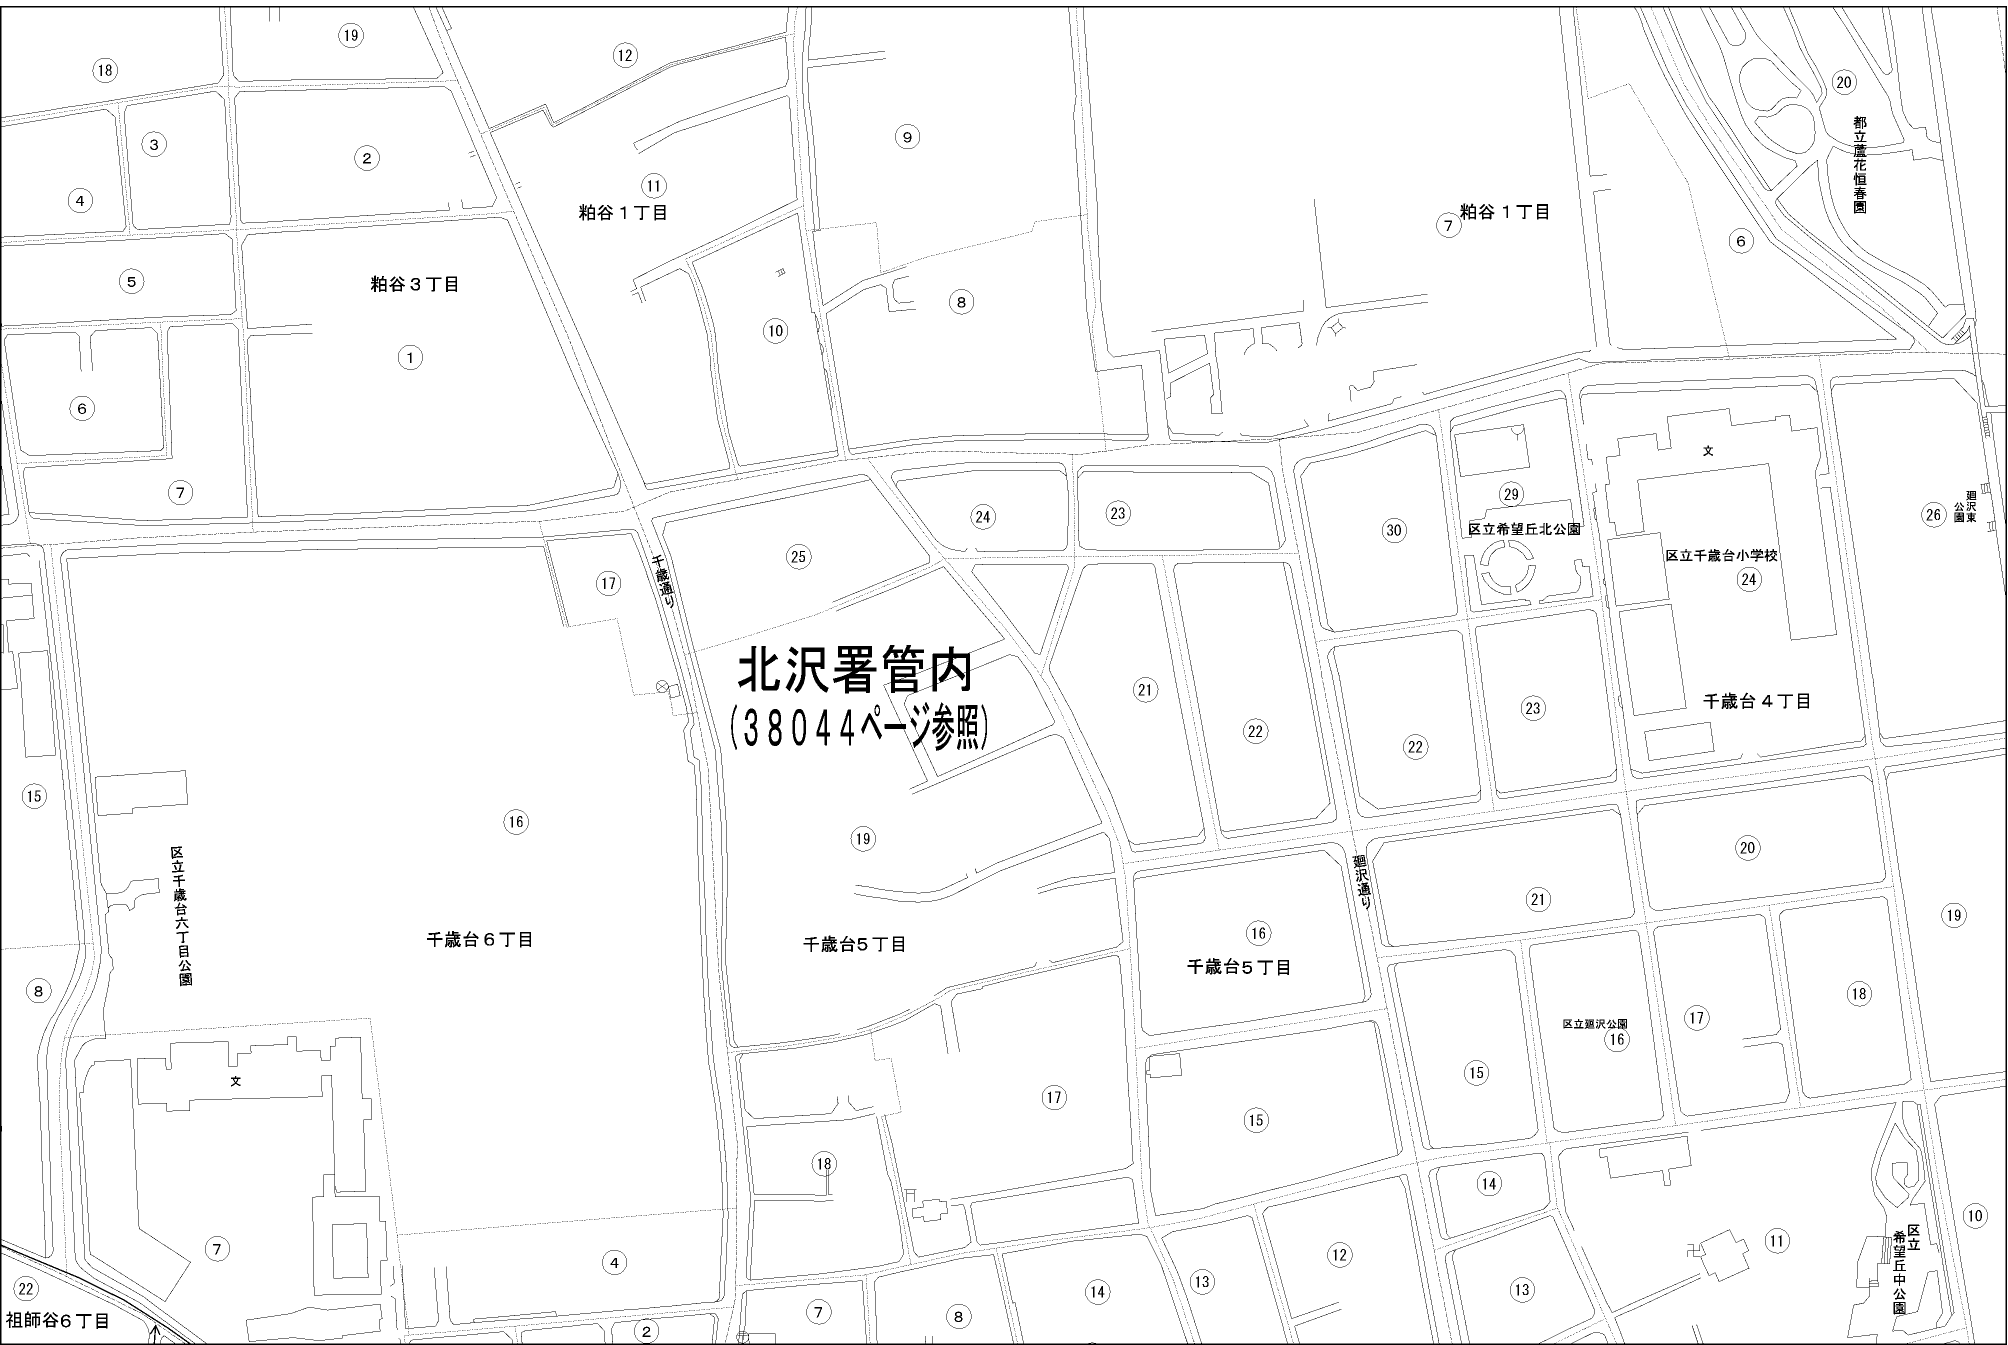 19
12
18
20
3
2
9
都立蘆花恒春園
4
11
粕谷１丁目
7
粕谷１丁目
6
5
粕谷３丁目
8
10
1
6
文
7
29
24
23
26
廻沢東
公園
30
区立希望丘北公園
25
区立千歳台小学校
17
千歳通り
24
北沢署管内
(３８０４４ページ参照)
21
22
23
22
千歳台４丁目
15
16
19
20
区立千歳台六丁目公園
廻沢通り
21
16
19
千歳台６丁目
千歳台５丁目
千歳台５丁目
8
18
区立廻沢公園
16
17
文
15
17
15
18
14
10
7
4
12
11
区立
希望丘中公園
22
13
14
13
祖師谷６丁目
7
8
2